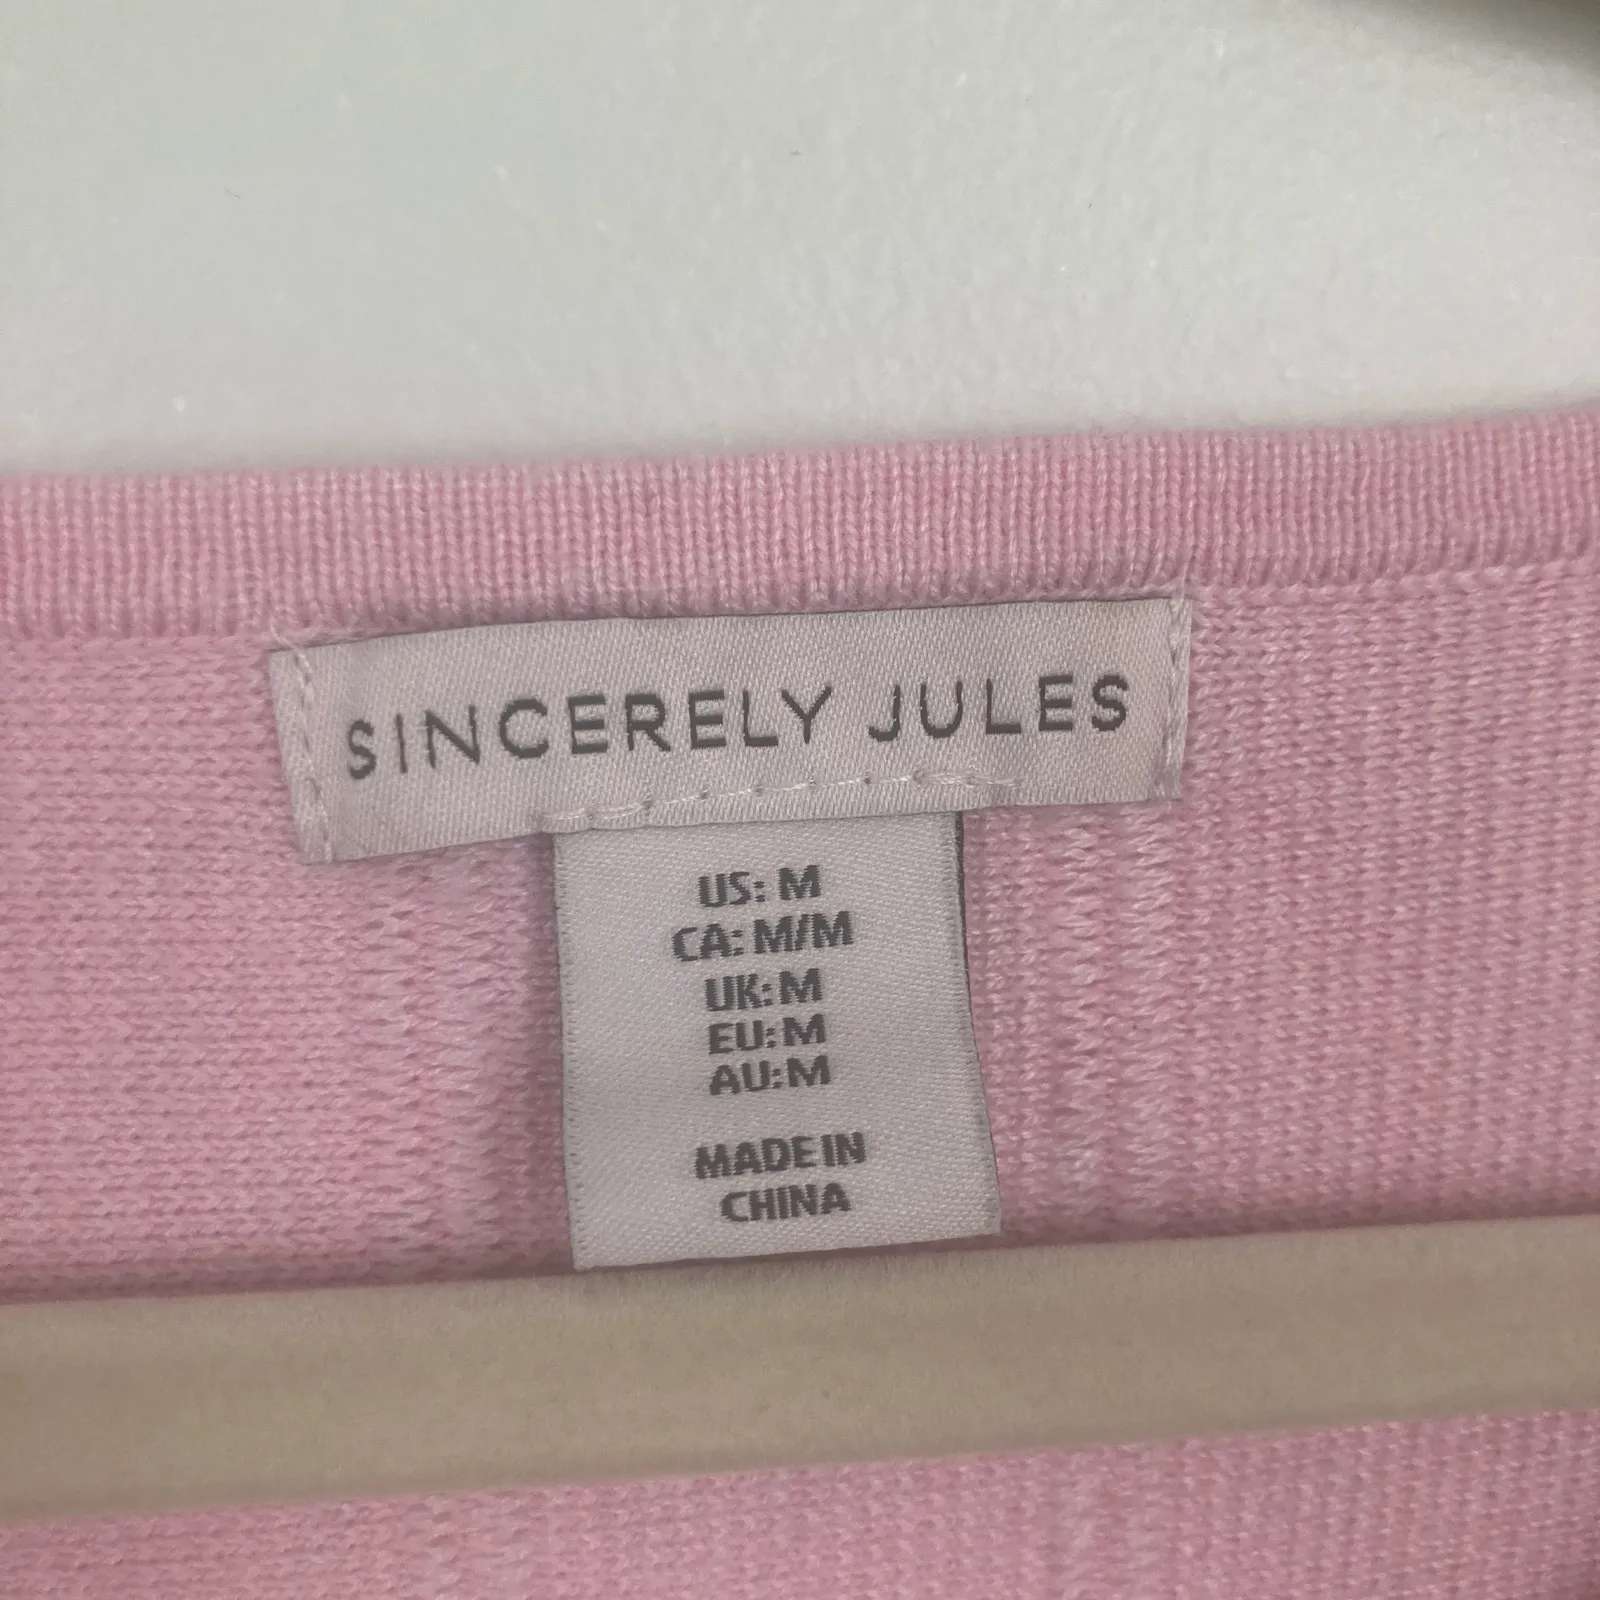 SINCERELY JULES
US: M
CA: M/M
UK: M
EU: M
AU: M
MADE IN
CHINA